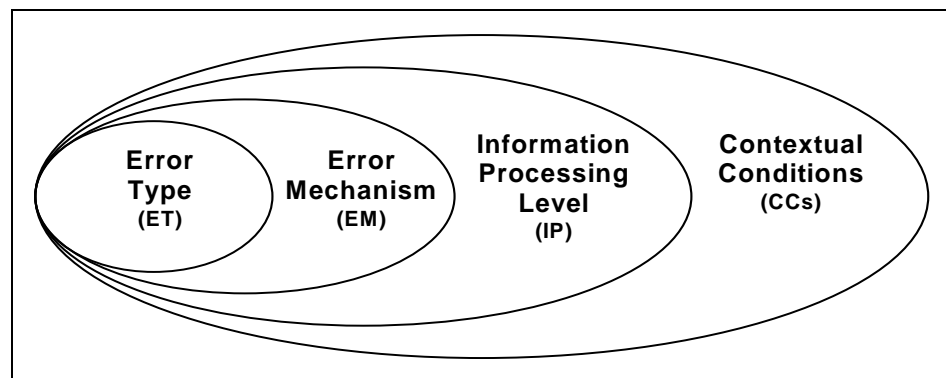 Error
Type
(ET)
Error
Mechanism
(EM)
Information
Processing
Level
(IP)
Contextual
Conditions
(CCs)